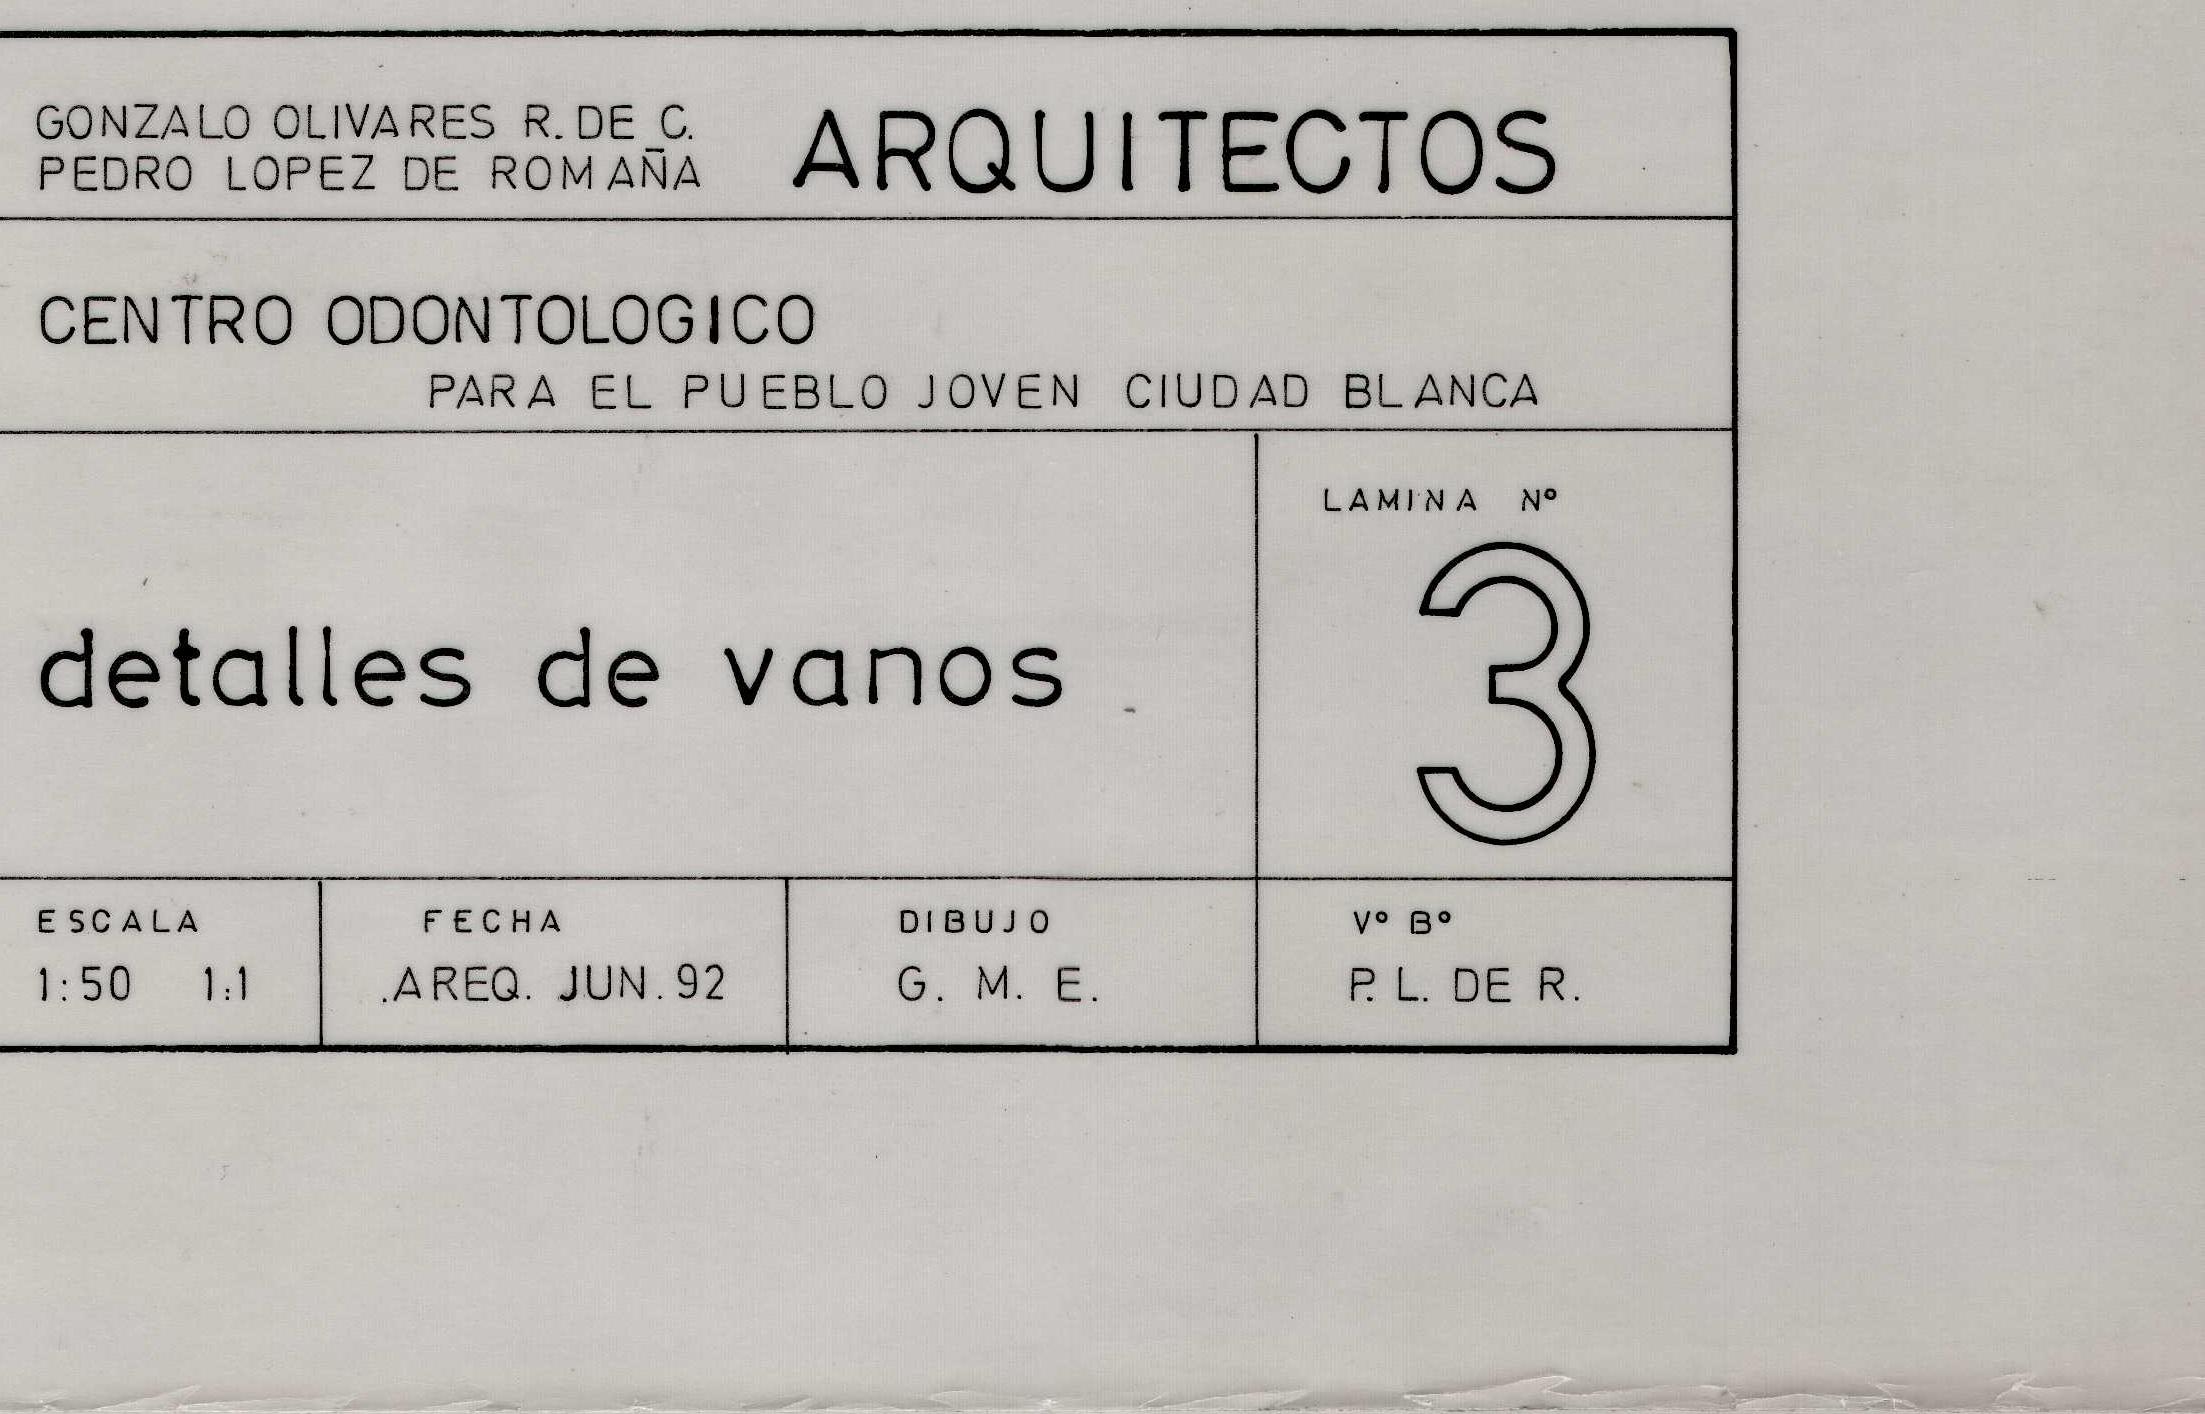 GONZALO OLIVARES R. DE C.
PEDRO LOPEZ DE ROMAÑA
ARQUITECTOS
CENTRO ODONTOLOGICO
PARA EL PUEBLO JOVEN CIUDAD BLANCA
detalles de vanos
LAMINA Nº
3
ESCALA
1:50 1:1
FECHA
AREQ. JUN. 92
DIBUJO
G. M. E.
Vº Bº
P. L. DE R.